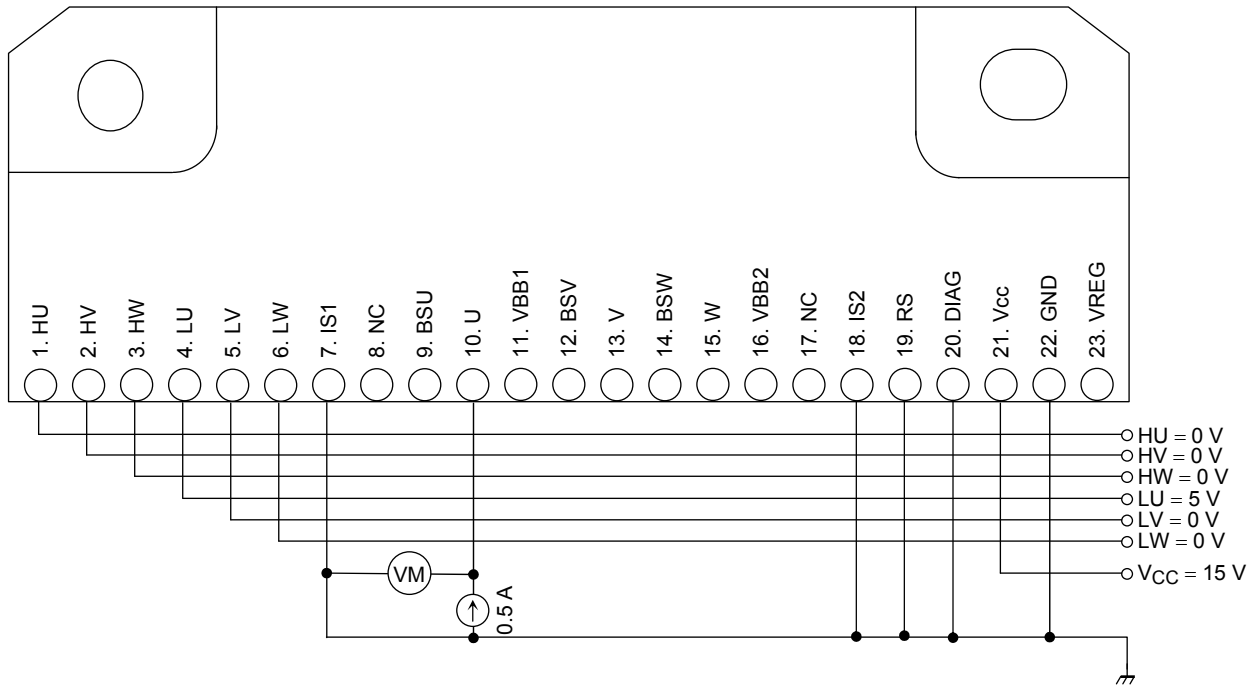 1. HU
2. HV
3. HW
4. LU
5. LV
6. LW
7. IS1
8. NC
9. BSU
10. U
11. VBB1
12. BSV
13. V
14. BSW
15. W
16. VBB2
17. NC
18. IS2
19. RS
20. DIAG
21. Vcc
22. GND
23. VREG
HU = 0 V
HV = 0 V
HW = 0 V
LU = 5 V
LV = 0 V
LW = 0 V
VCC = 15 V
VM
0.5 A